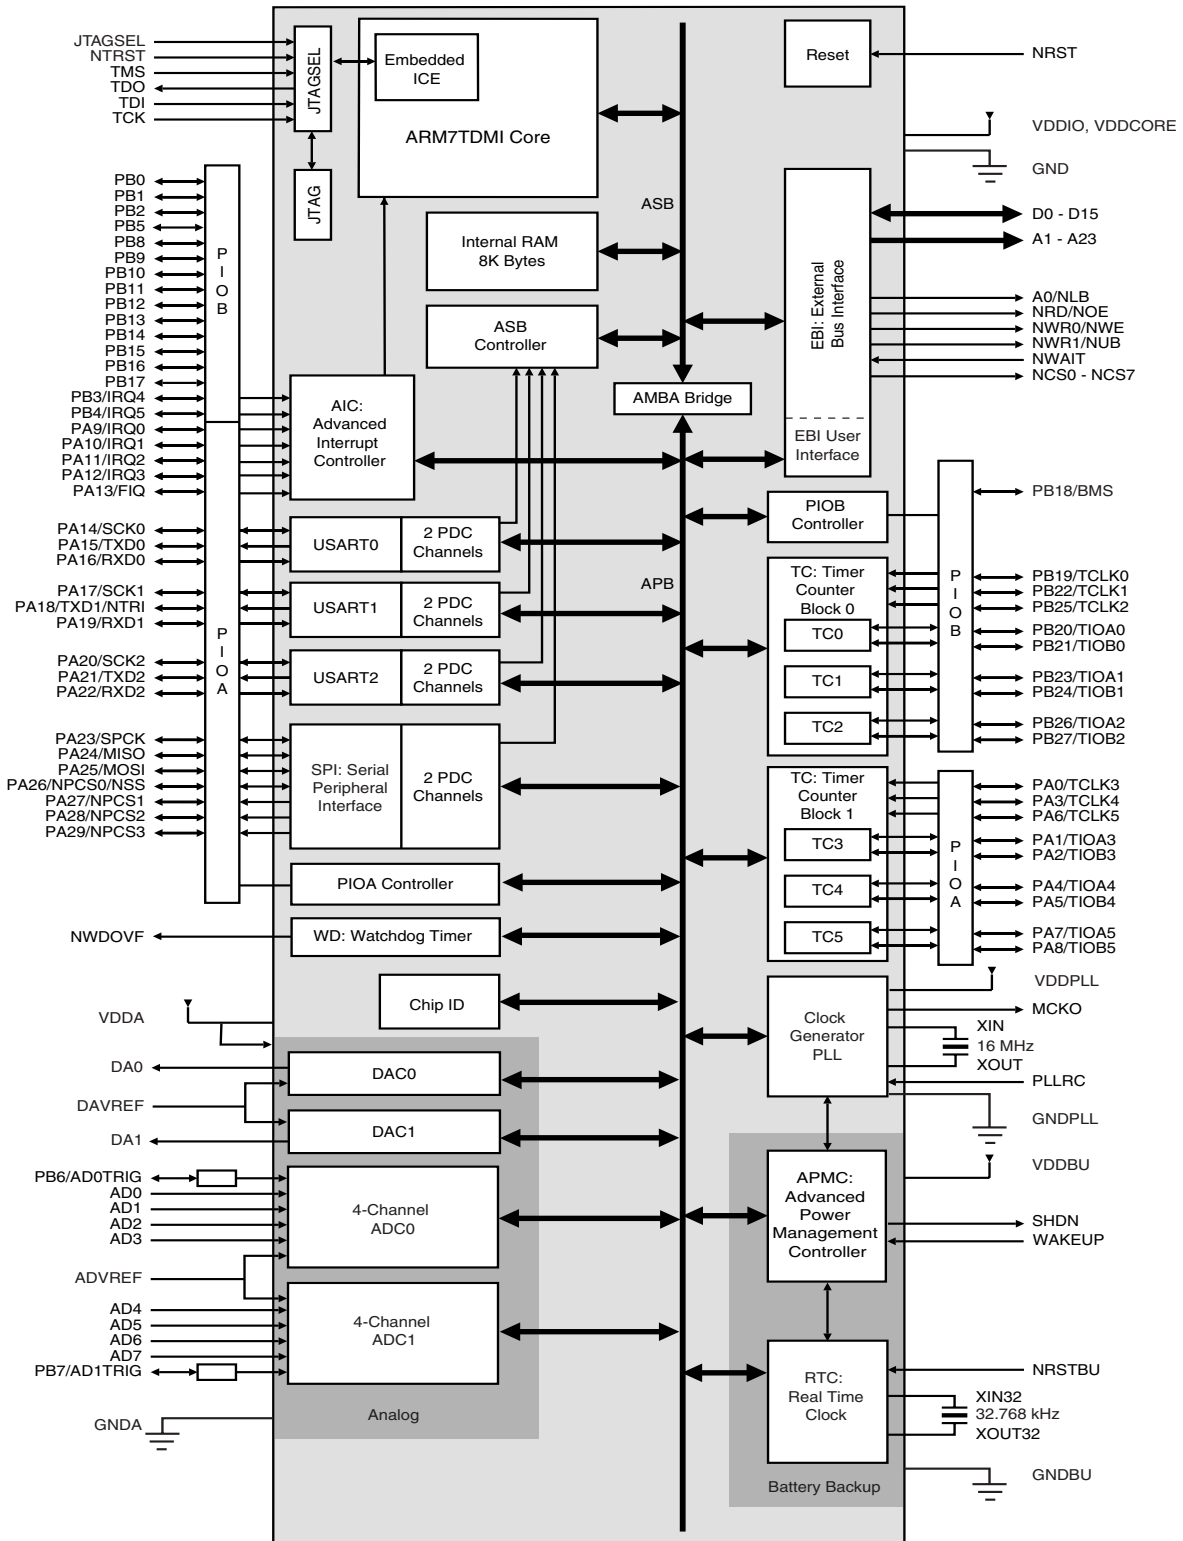 JTAGSEL
NTRST
TMS
TDO
TDI
TCK
JTAGSEL
JTAG
Embedded
ICE
ARM7TDMI Core
Reset
NRST
VDDIO, VDDCORE
GND
PB0
PB1
PB2
PB5
PB8
PB9
PB10
PB11
PB12
PB13
PB14
PB15
PB16
PB17
PB3/IRQ4
PB4/IRQ5
PA9/IRQ0
PA10/IRQ1
PA11/IRQ2
PA12/IRQ3
PA13/FIQ
PIOB
ASB
Internal RAM
8K Bytes
ASB
Controller
AMBA Bridge
EBI: External
Bus Interface
EBI User
Interface
D0 - D15
A1 - A23
A0/NLB
NRD/NOE
NWR0/NWE
NWR1/NUB
NWAIT
NCS0 - NCS7
AIC:
Advanced
Interrupt
Controller
PIOB
Controller
PB18/BMS
PA14/SCK0
PA15/TXD0
PA16/RXD0
USART0
2 PDC
Channels
PA17/SCK1
PA18/TXD1/NTRI
PA19/RXD1
USART1
2 PDC
Channels
PA20/SCK2
PA21/TXD2
PA22/RXD2
USART2
2 PDC
Channels
PIOA
APB
TC: Timer
Counter
Block 0
TC0
TC1
TC2
PIOB
PB19/TCLK0
PB22/TCLK1
PB25/TCLK2
PB20/TIOA0
PB21/TIOB0
PB23/TIOA1
PB24/TIOB1
PB26/TIOA2
PB27/TIOB2
PA23/SPCK
PA24/MISO
PA25/MOSI
PA26/NPCS0/NSS
PA27/NPCS1
PA28/NPCS2
PA29/NPCS3
SPI: Serial
Peripheral
Interface
2 PDC
Channels
TC: Timer
Counter
Block 1
TC3
TC4
TC5
PIOA
PA0/TCLK3
PA3/TCLK4
PA6/TCLK5
PA1/TIOA3
PA2/TIOB3
PA4/TIOA4
PA5/TIOB4
PA7/TIOA5
PA8/TIOB5
PIOA Controller
NWDOVF
WD: Watchdog Timer
Chip ID
VDDA
Clock
Generator
PLL
VDDPLL
MCKO
XIN
16 MHz
XOUT
PLLRC
GNDPLL
DA0
DAVREF
DA1
DAC0
DAC1
PB6/AD0TRIG
AD0
AD1
AD2
AD3
4-Channel
ADC0
ADVREF
AD4
AD5
AD6
AD7
PB7/AD1TRIG
4-Channel
ADC1
GNDA
Analog
APMC:
Advanced
Power
Management
Controller
VDDBU
SHDN
WAKEUP
RTC:
Real Time
Clock
NRSTBU
XIN32
32.768 kHz
XOUT32
GNDBU
Battery Backup